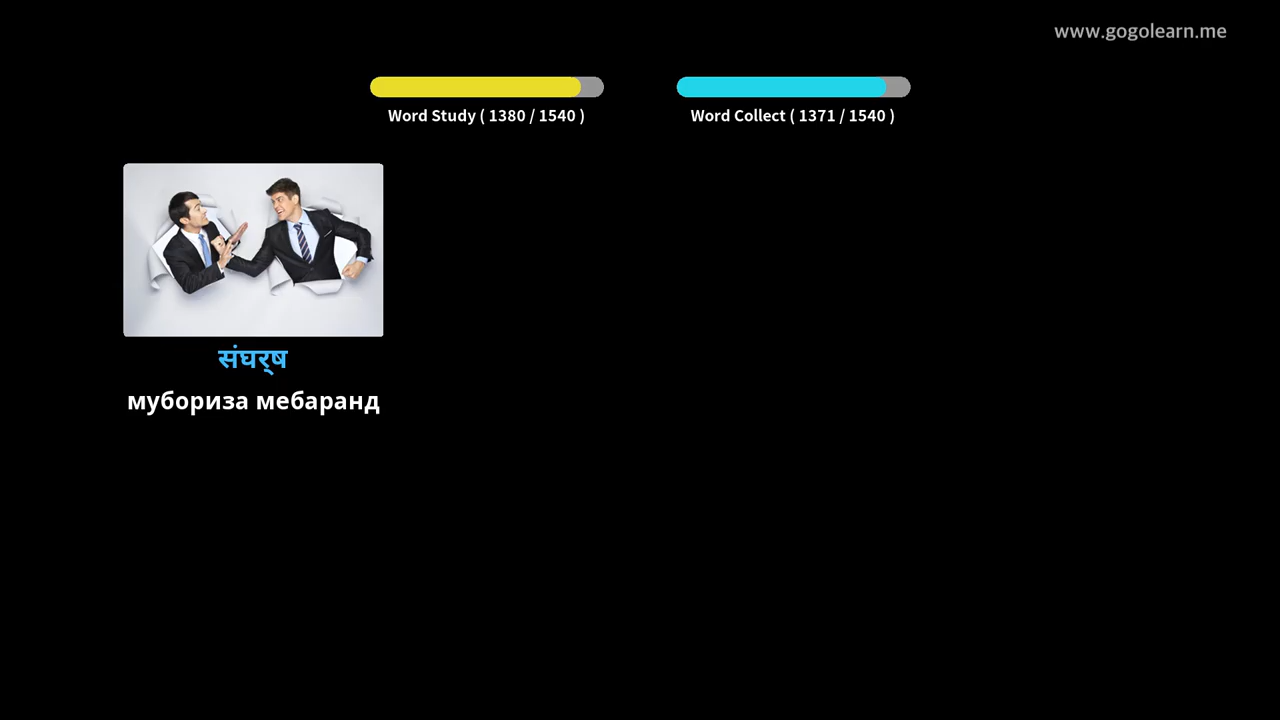 www.gogolearn.me
Word Study ( 1380 / 1540 )
Word Collect ( 1371 / 1540 )
संघर्ष
мубориза мебаранд